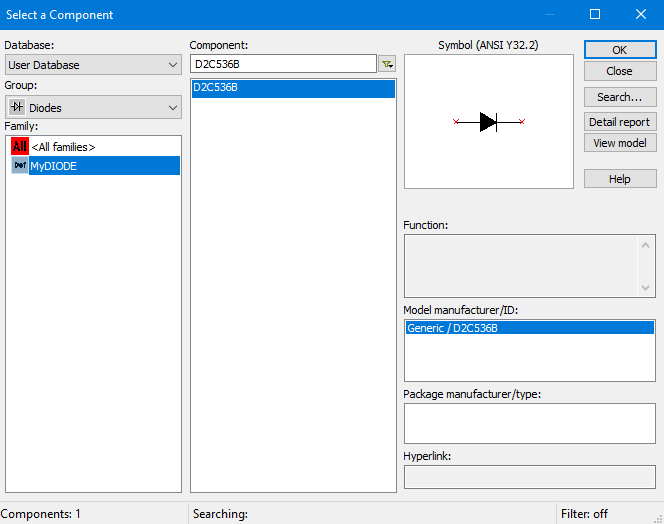 Select a Component
Database:
User Database
Group:
Diodes
Family:
All <All families>
Def MyDIODE
Component:
D2C536B
D2C536B
Symbol (ANSI Y32.2)
OK
Close
Search...
Detail report
View model
Help
Function:
Model manufacturer/ID:
Generic / D2C536B
Package manufacturer/type:
Hyperlink:
Components: 1
Searching:
Filter: off